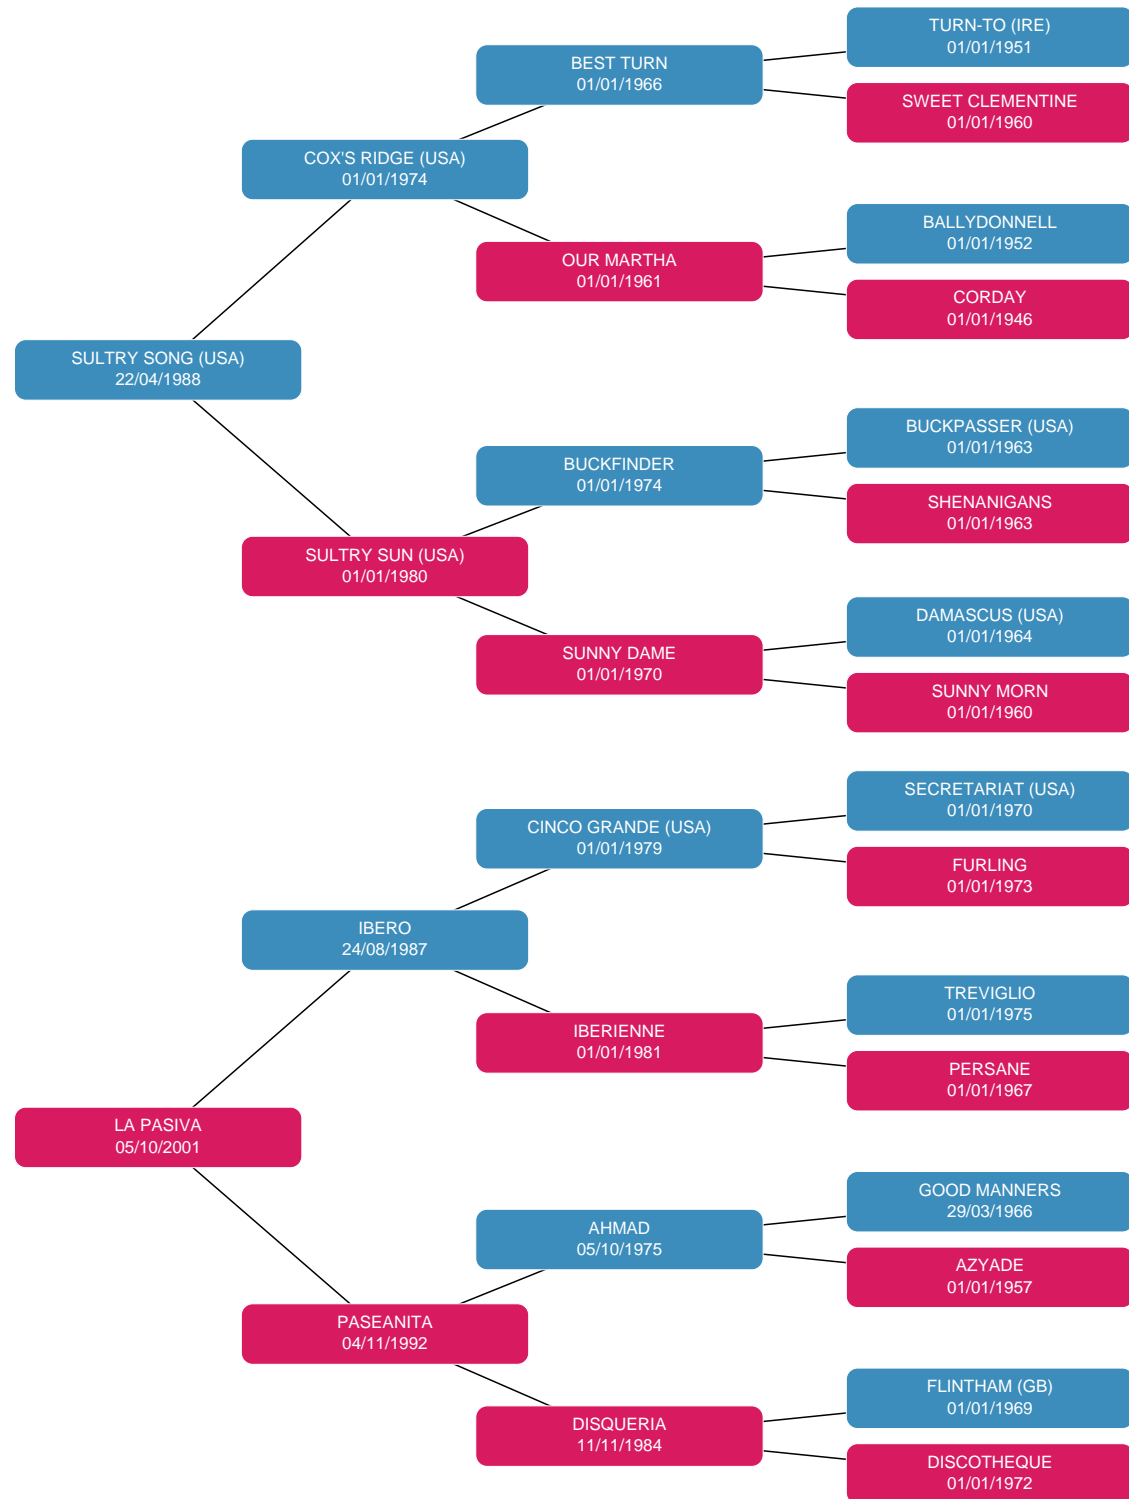 TURN-TO (IRE)
01/01/1951
BEST TURN
01/01/1966
SWEET CLEMENTINE
01/01/1960
COX'S RIDGE (USA)
01/01/1974
BALLYDONNELL
01/01/1952
OUR MARTHA
01/01/1961
CORDAY
01/01/1946
SULTRY SONG (USA)
22/04/1988
BUCKPASSER (USA)
01/01/1963
BUCKFINDER
01/01/1974
SHENANIGANS
01/01/1963
SULTRY SUN (USA)
01/01/1980
DAMASCUS (USA)
01/01/1964
SUNNY DAME
01/01/1970
SUNNY MORN
01/01/1960
SECRETARIAT (USA)
01/01/1970
CINCO GRANDE (USA)
01/01/1979
FURLING
01/01/1973
IBERO
24/08/1987
TREVIGLIO
01/01/1975
IBERIENNE
01/01/1981
PERSANE
01/01/1967
LA PASIVA
05/10/2001
GOOD MANNERS
29/03/1966
AHMAD
05/10/1975
AZYADE
01/01/1957
PASEANITA
04/11/1992
FLINTHAM (GB)
01/01/1969
DISQUERIA
11/11/1984
DISCOTHEQUE
01/01/1972